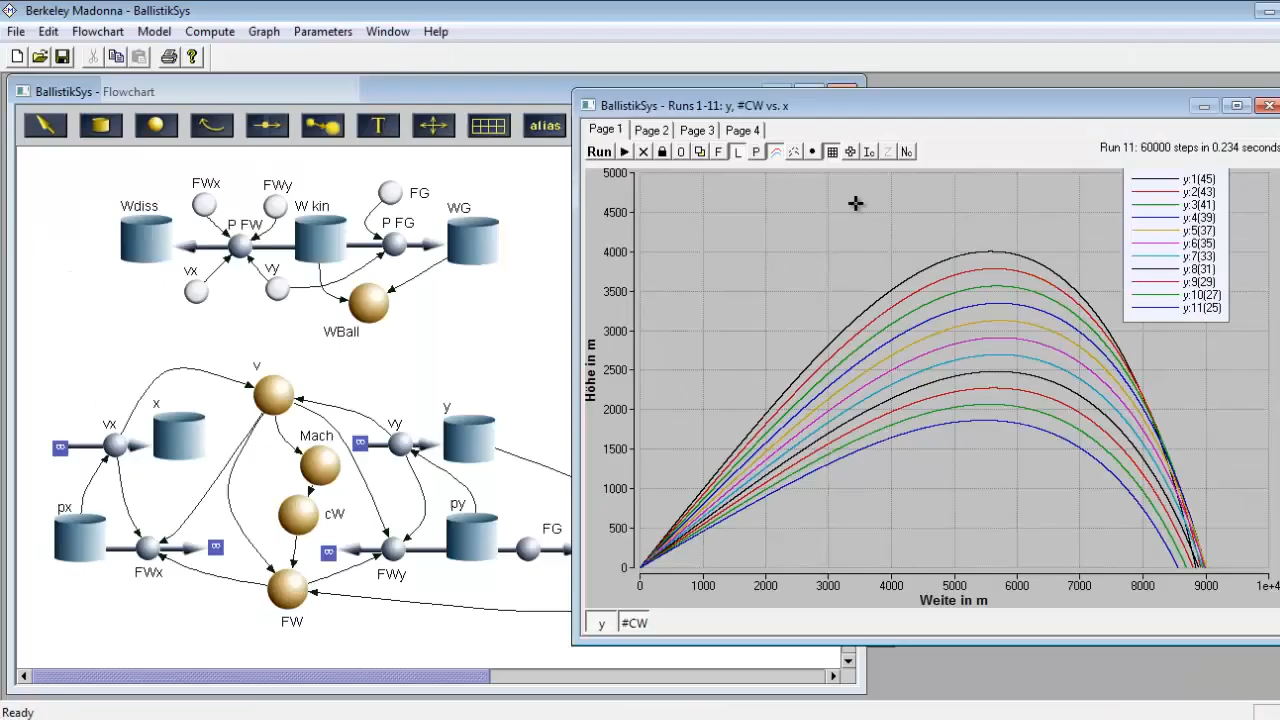 Berkeley Madonna - BallistikSys
File Edit Flowchart Model Compute Graph Parameters Window Help
BallistikSys - Flowchart
T alias
FWx FWy FG
Wdiss W kin WG
P FW P FG
vx vy
WBall
v
x y
vx vy
Mach
px cW py
FG
FWx FWy
FW
BallistikSys - Runs 1-11: y, #CW vs. x
Page 1 Page 2 Page 3 Page 4
Run 0 F L P Io Z No
Run 11: 60000 steps in 0.234 seconds
y:1(45)
y:2(43)
y:3(41)
y:4(39)
y:5(37)
y:6(35)
y:7(33)
y:8(31)
y:9(29)
y:10(27)
y:11(25)
5000
4500
4000
3500
3000
2500
2000
1500
1000
500
0
Höhe in m
0 1000 2000 3000 4000 5000 6000 7000 8000 9000 1e+4
Weite in m
y #CW
Ready